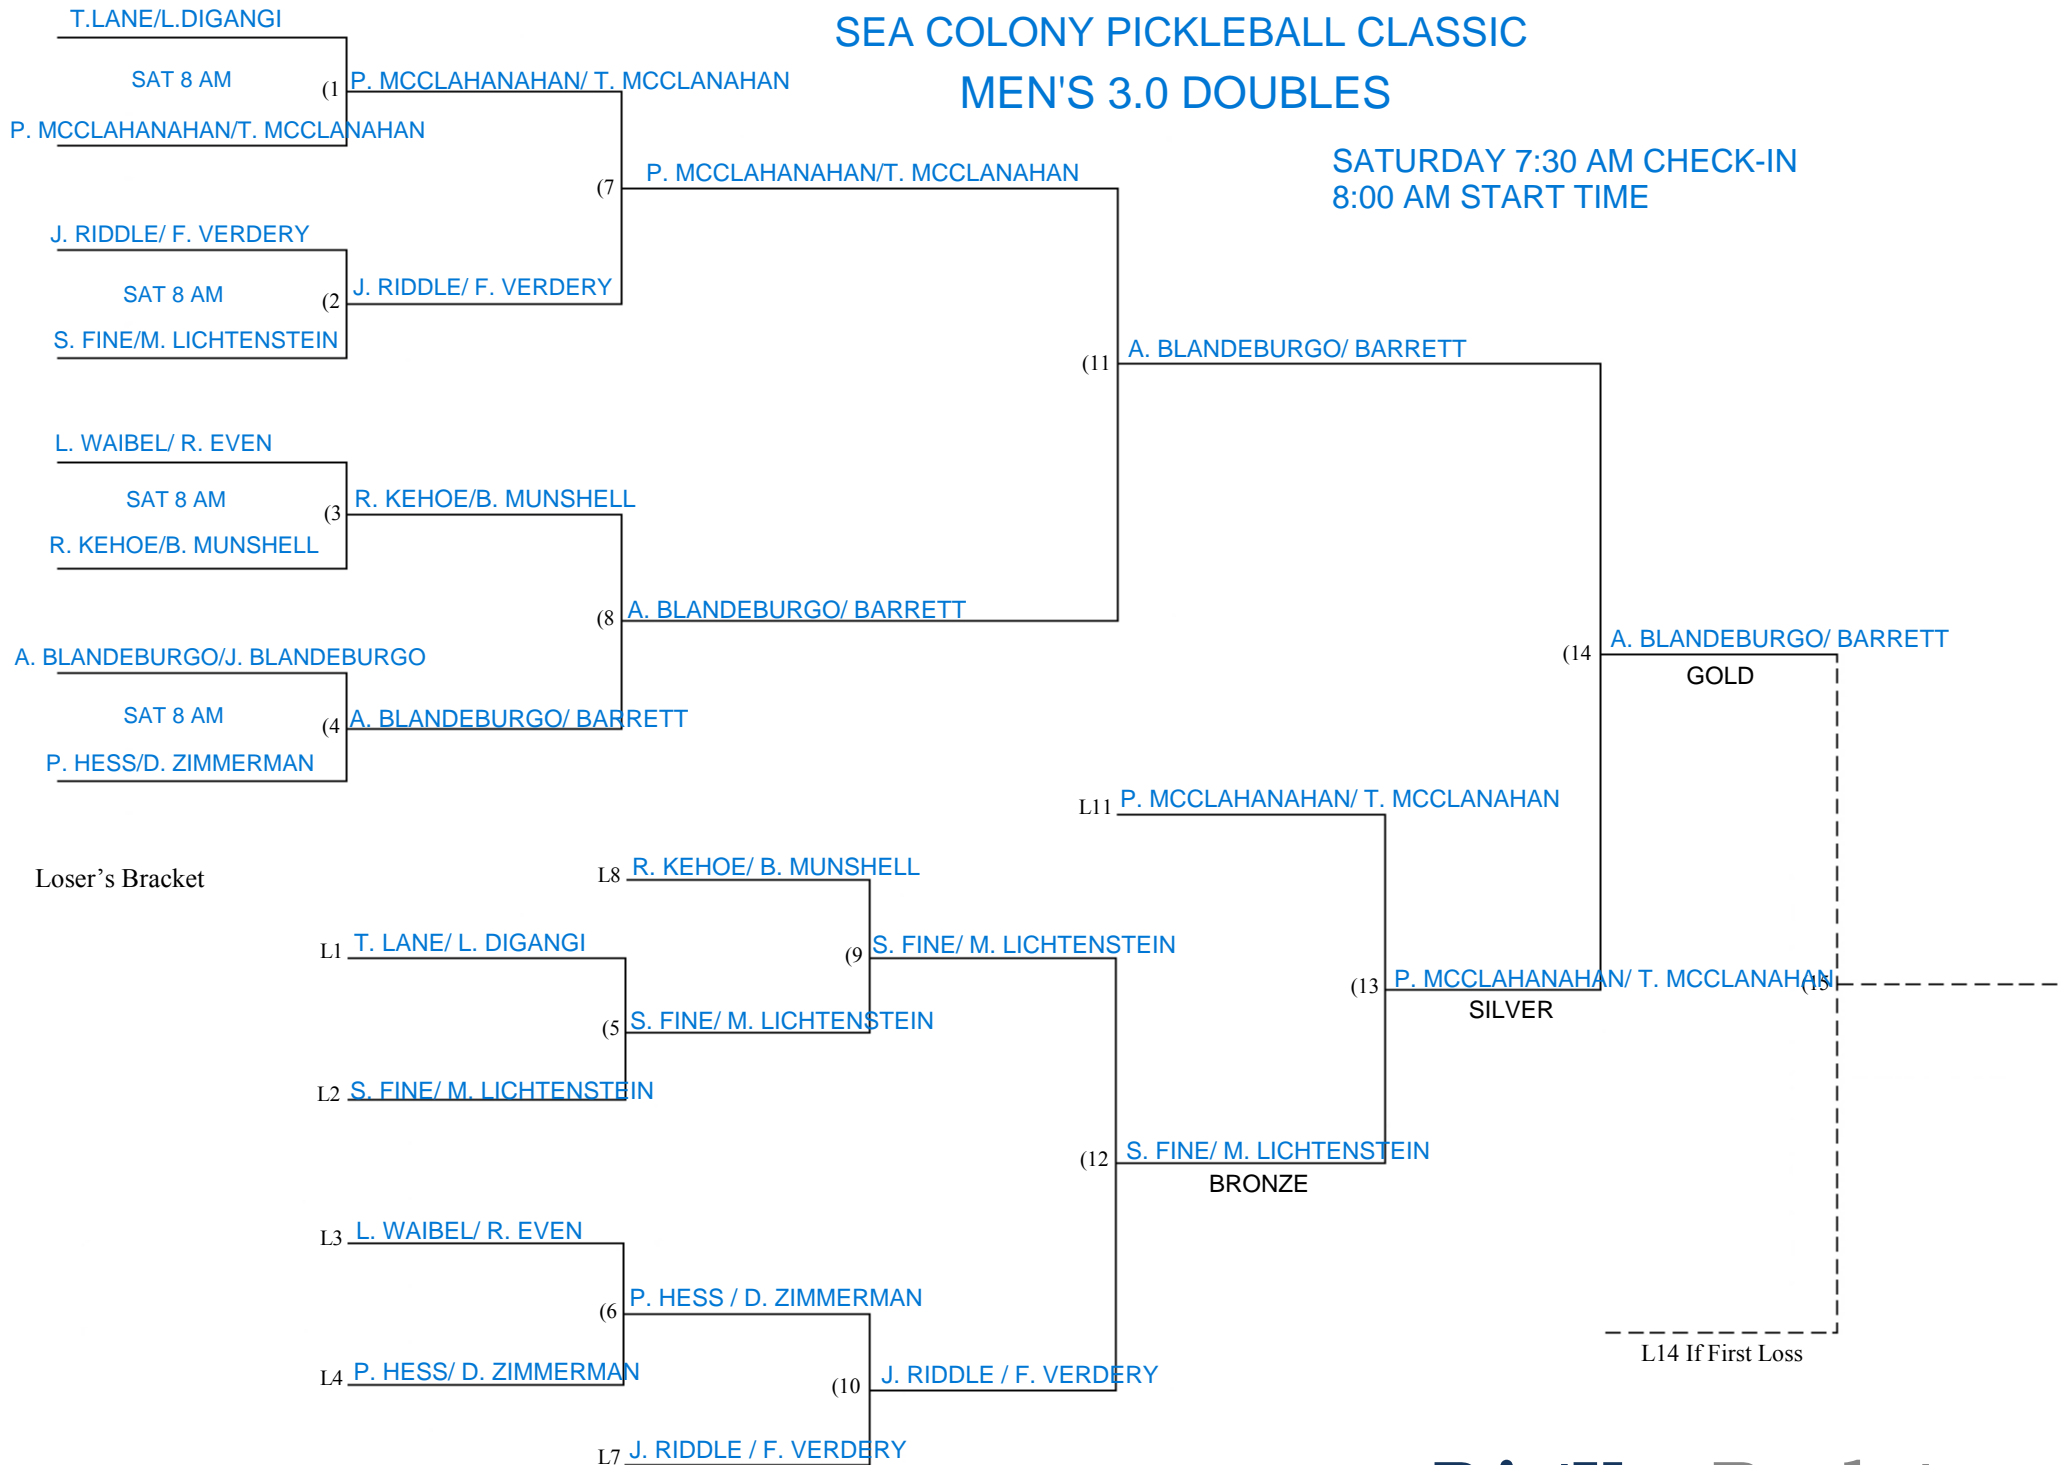 T.LANE/L.DIGANGI
SEA COLONY PICKLEBALL CLASSIC
MEN'S 3.0 DOUBLES
SATURDAY 7:30 AM CHECK-IN
8:00 AM START TIME
SAT 8 AM
(1
P. MCCLAHANAHAN/ T. MCCLANAHAN
P. MCCLAHANAHAN/T. MCCLANAHAN
(7
P. MCCLAHANAHAN/T. MCCLANAHAN
J. RIDDLE/ F. VERDERY
SAT 8 AM
(2
J. RIDDLE/ F. VERDERY
S. FINE/M. LICHTENSTEIN
(11
A. BLANDEBURGO/ BARRETT
L. WAIBEL/ R. EVEN
SAT 8 AM
(3
R. KEHOE/B. MUNSHELL
R. KEHOE/B. MUNSHELL
(8
A. BLANDEBURGO/ BARRETT
A. BLANDEBURGO/J. BLANDEBURGO
SAT 8 AM
(4
A. BLANDEBURGO/ BARRETT
P. HESS/D. ZIMMERMAN
(14
A. BLANDEBURGO/ BARRETT
GOLD
L11
P. MCCLAHANAHAN/ T. MCCLANAHAN
Loser's Bracket
L8
R. KEHOE/ B. MUNSHELL
L1
T. LANE/ L. DIGANGI
(9
S. FINE/ M. LICHTENSTEIN
(13
P. MCCLAHANAHAN/ T. MCCLANAHAN
(15
SILVER
(5
S. FINE/ M. LICHTENSTEIN
L2
S. FINE/ M. LICHTENSTEIN
(12
S. FINE/ M. LICHTENSTEIN
BRONZE
L3
L. WAIBEL/ R. EVEN
(6
P. HESS / D. ZIMMERMAN
L4
P. HESS/ D. ZIMMERMAN
(10
J. RIDDLE / F. VERDERY
L14 If First Loss
L7
J. RIDDLE / F. VERDERY